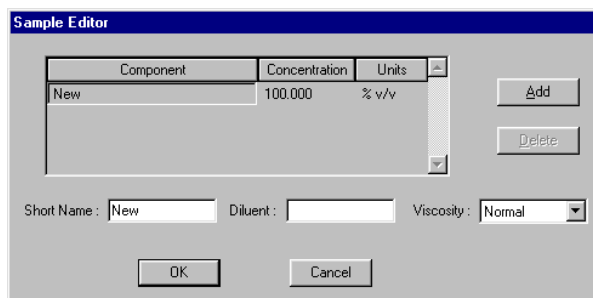 Sample Editor
Component Concentration Units
New 100.000 % v/v
Add
Delete
Short Name : New Diluent : Viscosity : Normal
OK Cancel